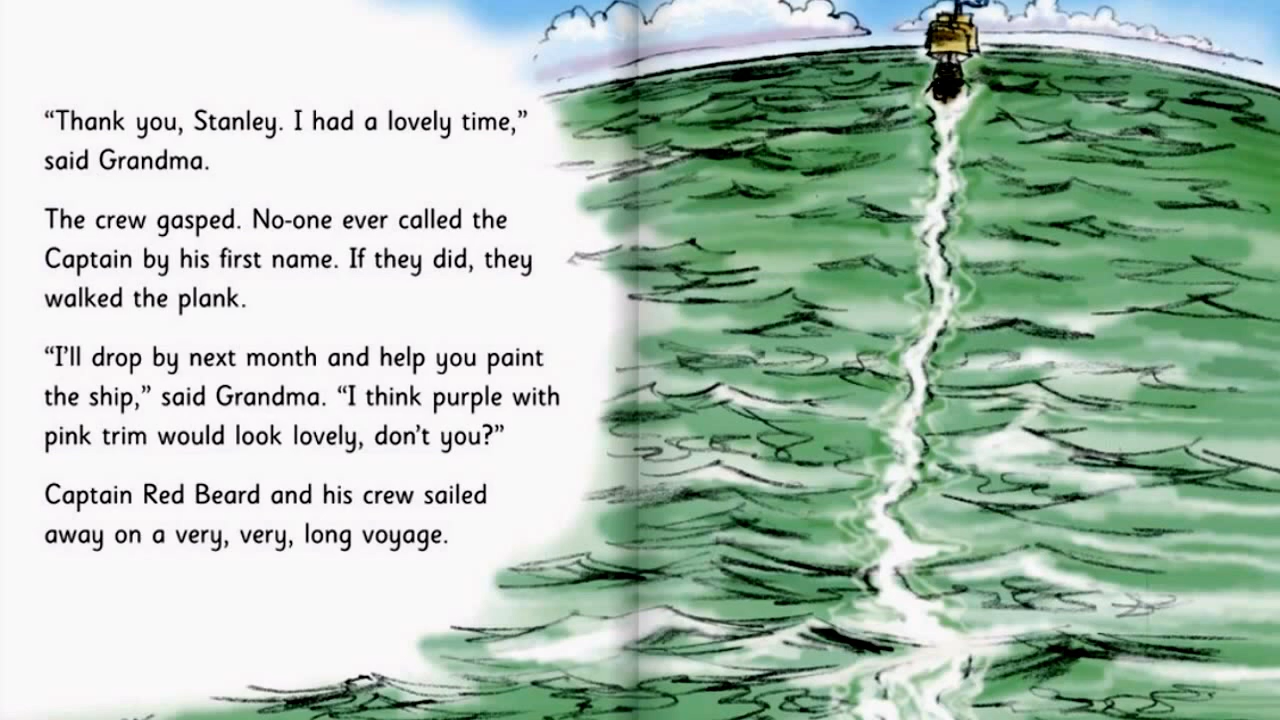 “Thank you, Stanley. I had a lovely time,”
said Grandma.
The crew gasped. No-one ever called the
Captain by his first name. If they did, they
walked the plank.
“I’ll drop by next month and help you paint
the ship,” said Grandma. “I think purple with
pink trim would look lovely, don’t you?”
Captain Red Beard and his crew sailed
away on a very, very, long voyage.